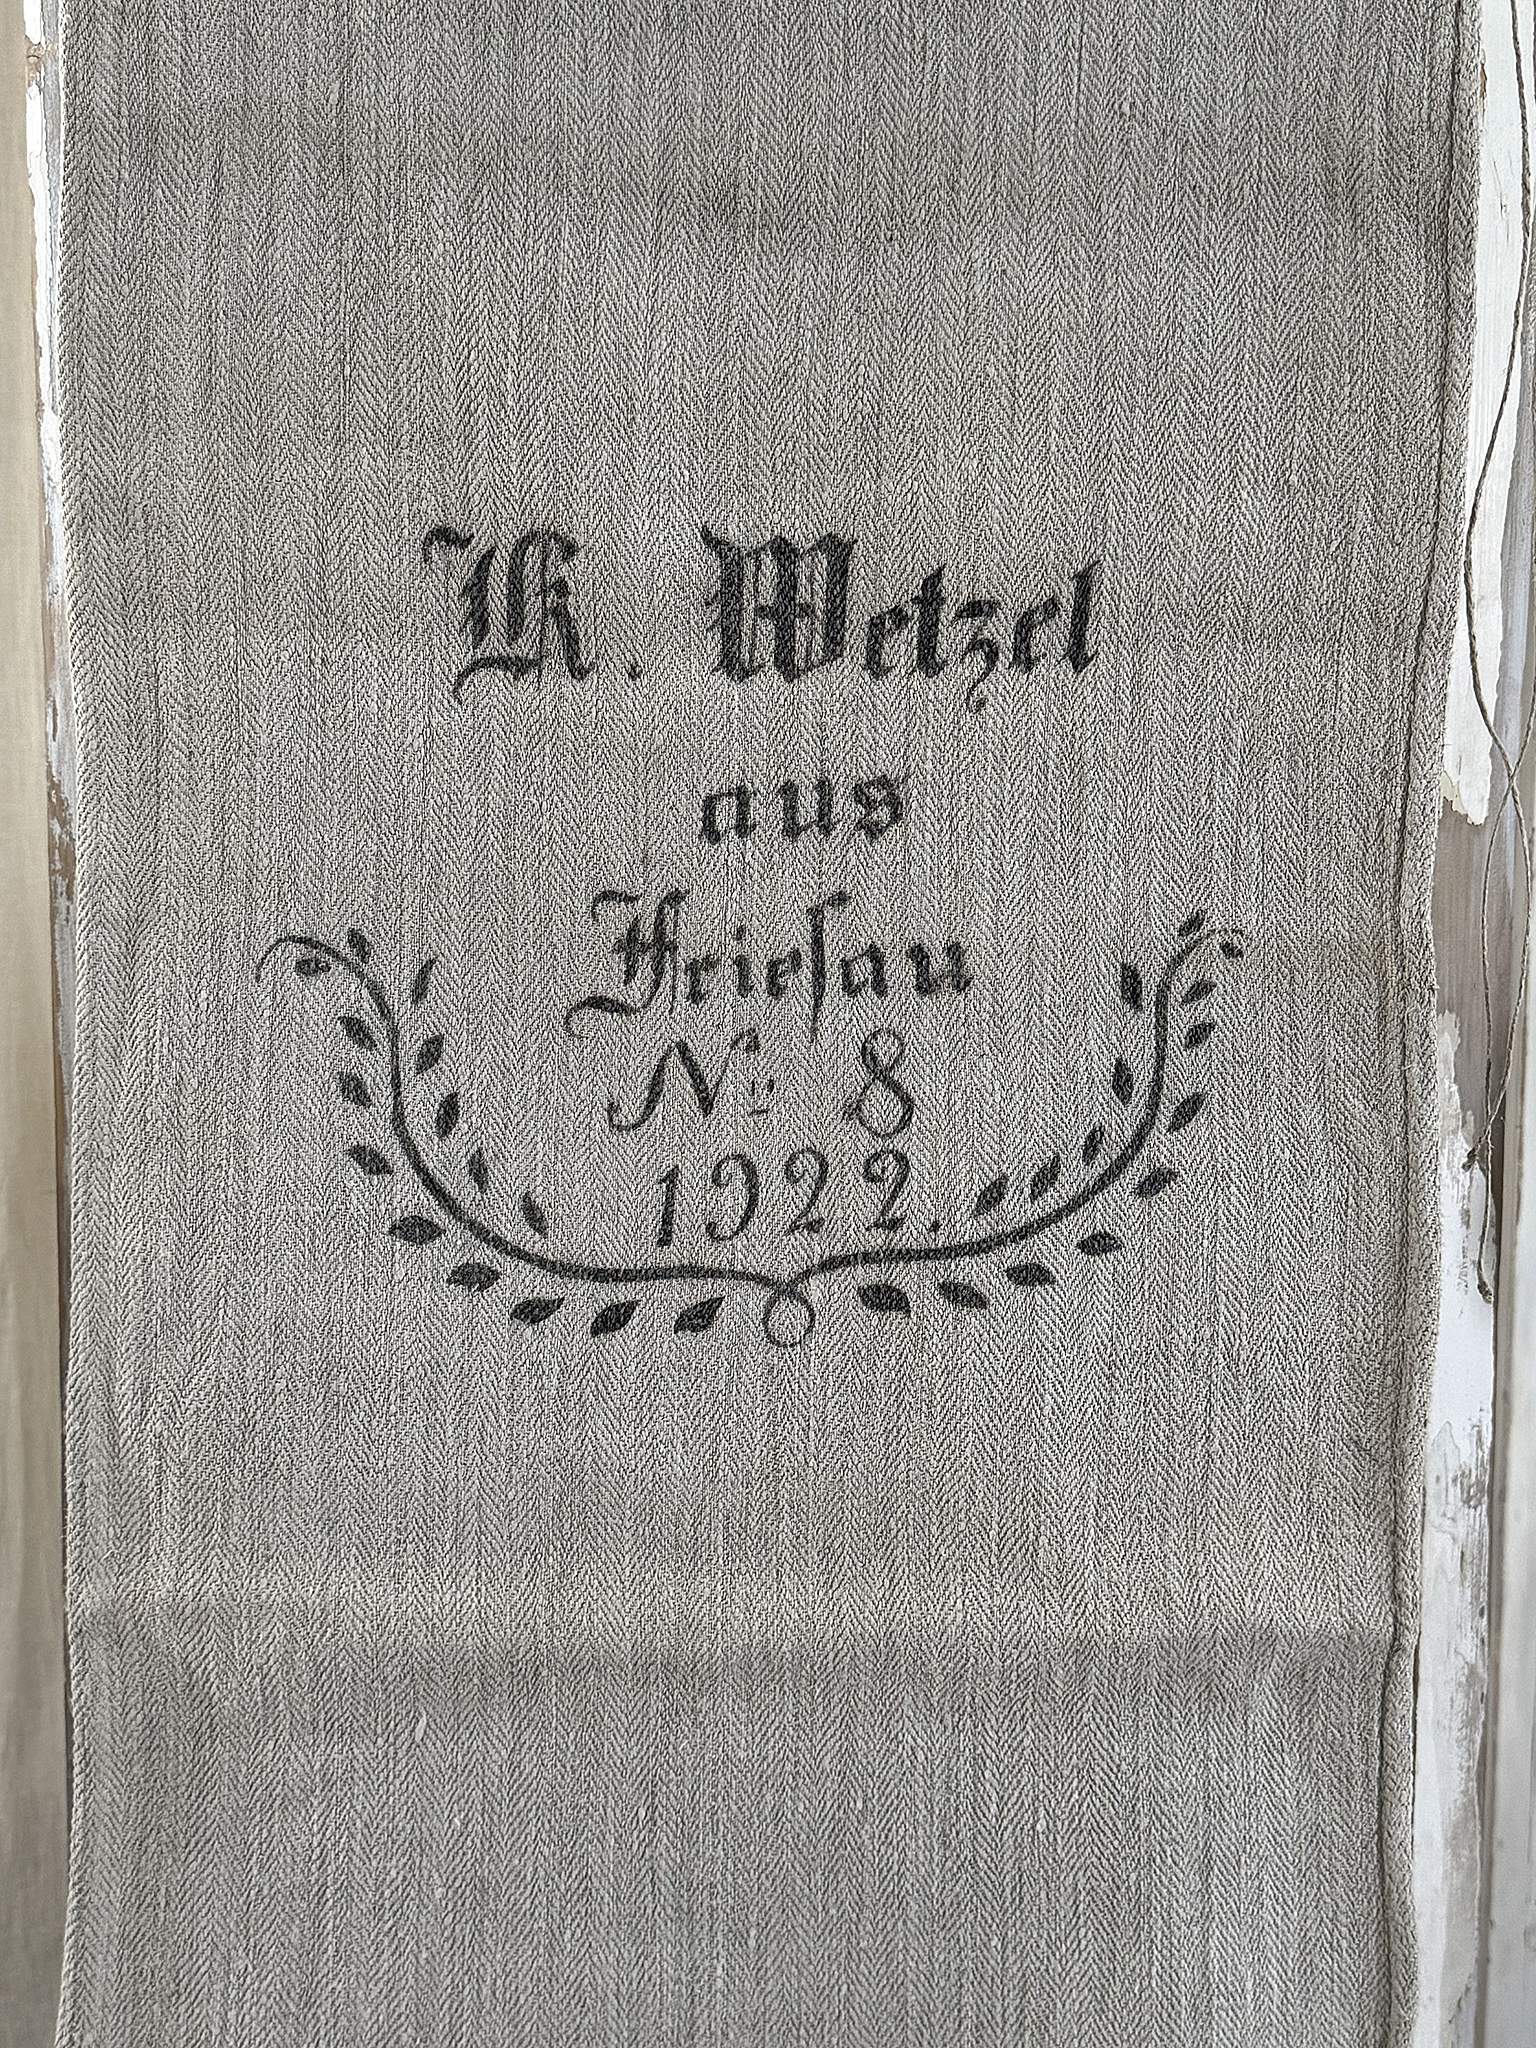 K. Wetzel
aus
Frieſau
No. 8
1922.